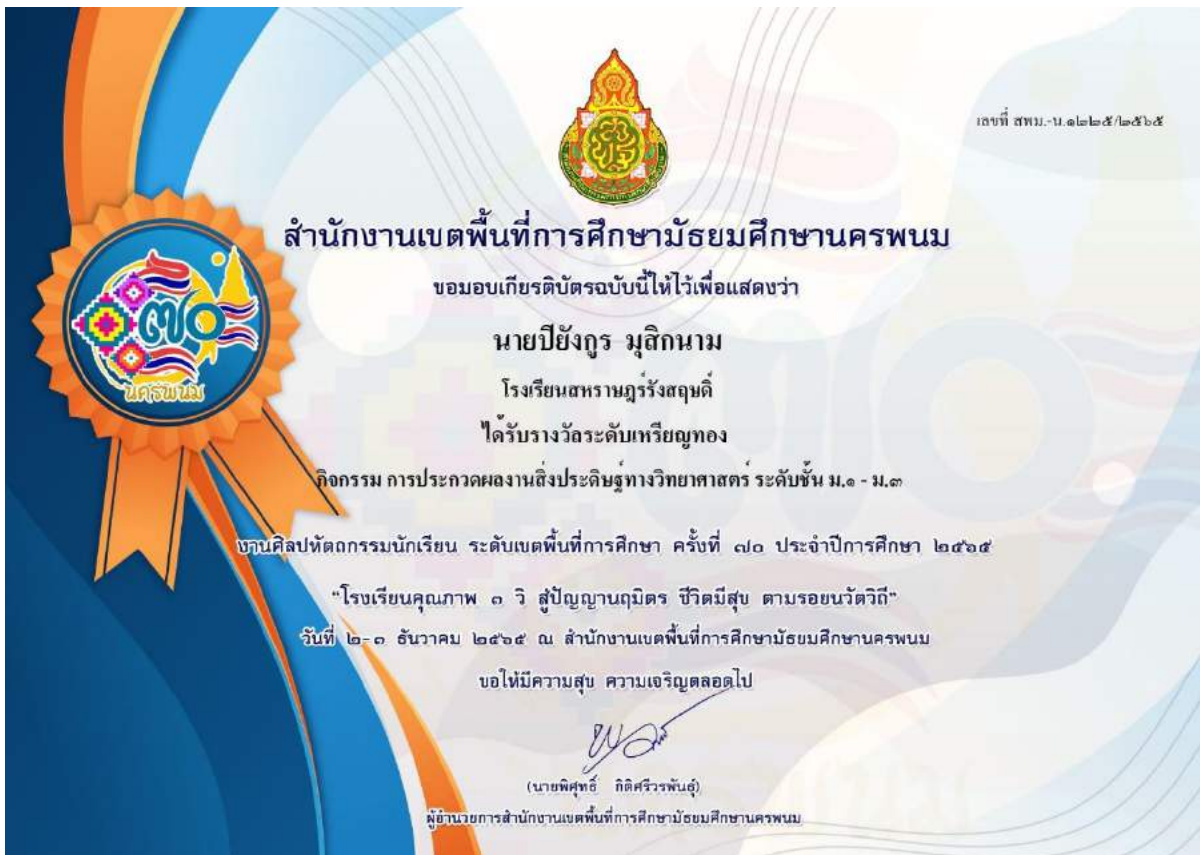 เลขที่ สพม.-น.๑๒๒๕/๒๕๖๕
สำนักงานเขตพื้นที่การศึกษามัธยมศึกษานครพนม
ขอมอบเกียรติบัตรฉบับนี้ให้ไว้เพื่อแสดงว่า
นายปิยังกูร มุสิกนาม
โรงเรียนสหราษฎร์รังสฤษดิ์
ได้รับรางวัลระดับเหรียญทอง
กิจกรรม การประกวดผลงานสิ่งประดิษฐ์ทางวิทยาศาสตร์ ระดับชั้น ม.๑ - ม.๓
๗๐
นครพนม
งานศิลปหัตถกรรมนักเรียน ระดับเขตพื้นที่การศึกษา ครั้งที่ ๗๐ ประจำปีการศึกษา ๒๕๖๕
"โรงเรียนคุณภาพ ๓ วิ สู่ปัญญานฤมิตร ชีวิตมีสุข ตามรอยนวัตวิถี"
วันที่ ๒-๓ ธันวาคม ๒๕๖๕ ณ สำนักงานเขตพื้นที่การศึกษามัธยมศึกษานครพนม
ขอให้มีความสุข ความเจริญตลอดไป
(นายพิศุทธิ์ กิติศรีวรพันธุ์)
ผู้อำนวยการสำนักงานเขตพื้นที่การศึกษามัธยมศึกษานครพนม